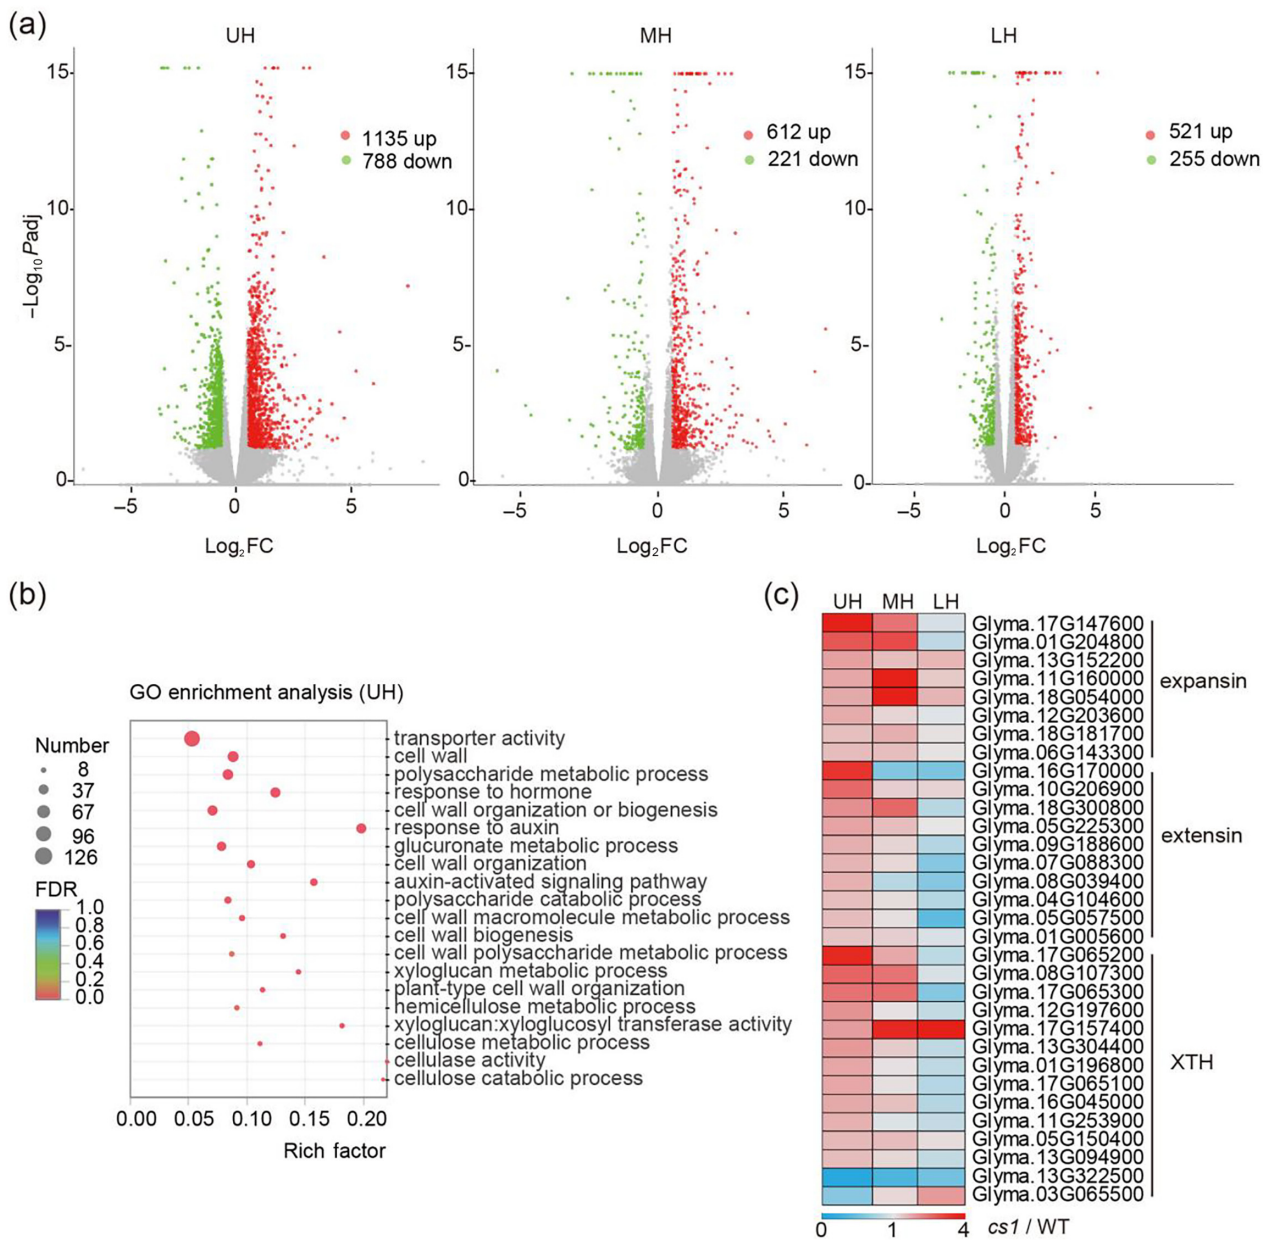 (a)
UH
MH
LH
15
10
5
0
−Log10 Padj
1135 up
788 down
−5
0
5
Log2FC
15
10
5
0
612 up
221 down
−5
0
5
Log2FC
15
10
5
0
521 up
255 down
−5
0
5
Log2FC
(b)
GO enrichment analysis (UH)
Number
8
37
67
96
126
FDR
1.0
0.8
0.6
0.4
0.2
0.0
transporter activity
cell wall
polysaccharide metabolic process
response to hormone
cell wall organization or biogenesis
response to auxin
glucuronate metabolic process
cell wall organization
auxin-activated signaling pathway
polysaccharide catabolic process
cell wall macromolecule metabolic process
cell wall biogenesis
cell wall polysaccharide metabolic process
xyloglucan metabolic process
plant-type cell wall organization
hemicellulose metabolic process
xyloglucan:xyloglucosyl transferase activity
cellulose metabolic process
cellulase activity
cellulose catabolic process
0.00 0.05 0.10 0.15 0.20
Rich factor
(c)
UH MH LH
Glyma.17G147600
Glyma.01G204800
Glyma.13G152200
Glyma.11G160000
Glyma.18G054000
Glyma.12G203600
Glyma.18G181700
Glyma.06G143300
expansin
Glyma.16G170000
Glyma.10G206900
Glyma.18G300800
Glyma.05G225300
Glyma.09G188600
Glyma.07G088300
Glyma.08G039400
Glyma.04G104600
Glyma.05G057500
Glyma.01G005600
extensin
Glyma.17G065200
Glyma.08G107300
Glyma.17G065300
Glyma.12G197600
Glyma.17G157400
Glyma.13G304400
Glyma.01G196800
Glyma.17G065100
Glyma.16G045000
Glyma.11G253900
Glyma.05G150400
Glyma.13G094900
Glyma.13G322500
Glyma.03G065500
XTH
0 1 4 cs1 / WT